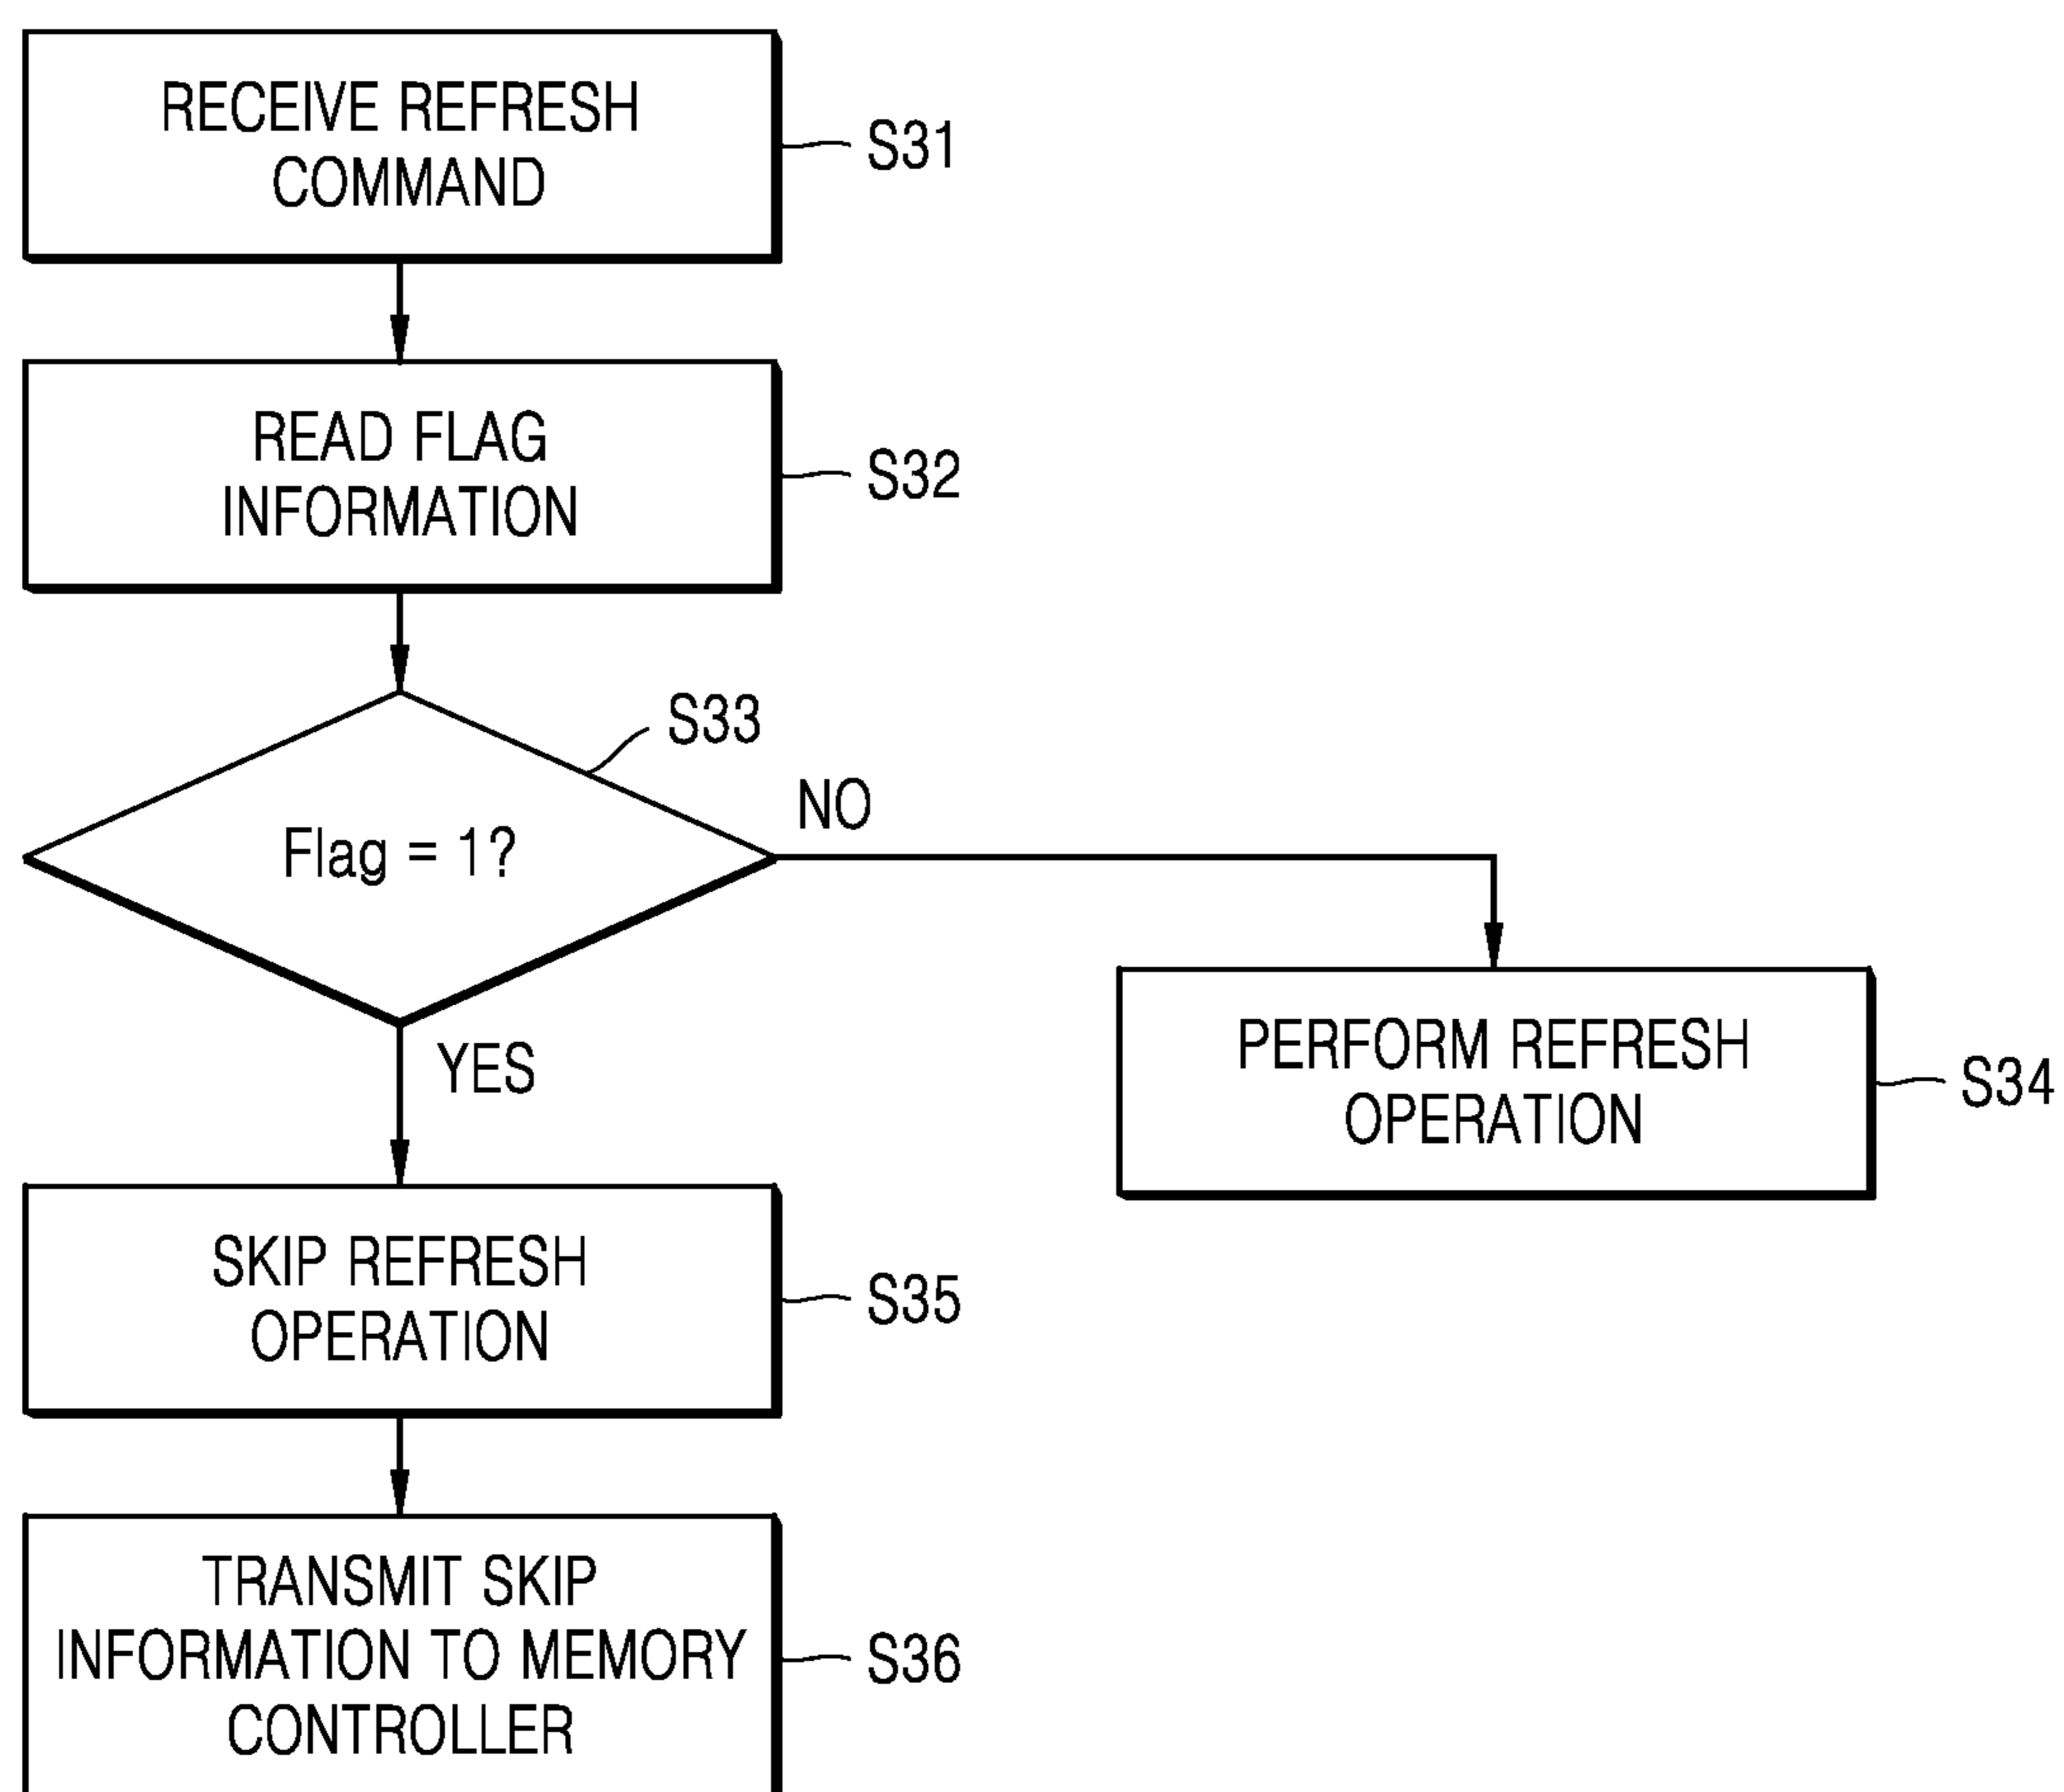 RECEIVE REFRESH
COMMAND
S31
READ FLAG
INFORMATION
S32
S33
Flag = 1?
NO
YES
PERFORM REFRESH
OPERATION
S34
SKIP REFRESH
OPERATION
S35
TRANSMIT SKIP
INFORMATION TO MEMORY
CONTROLLER
S36